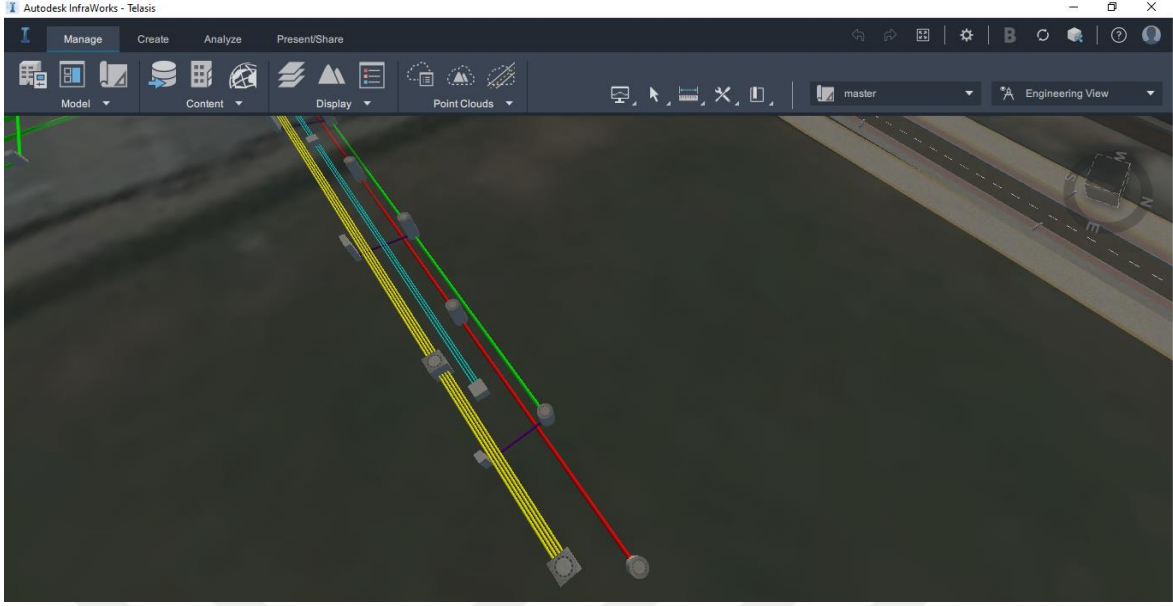 Autodesk InfraWorks - Telasis
Manage Create Analyze Present/Share
Model Content Display Point Clouds
master Engineering View
W
S
N
E